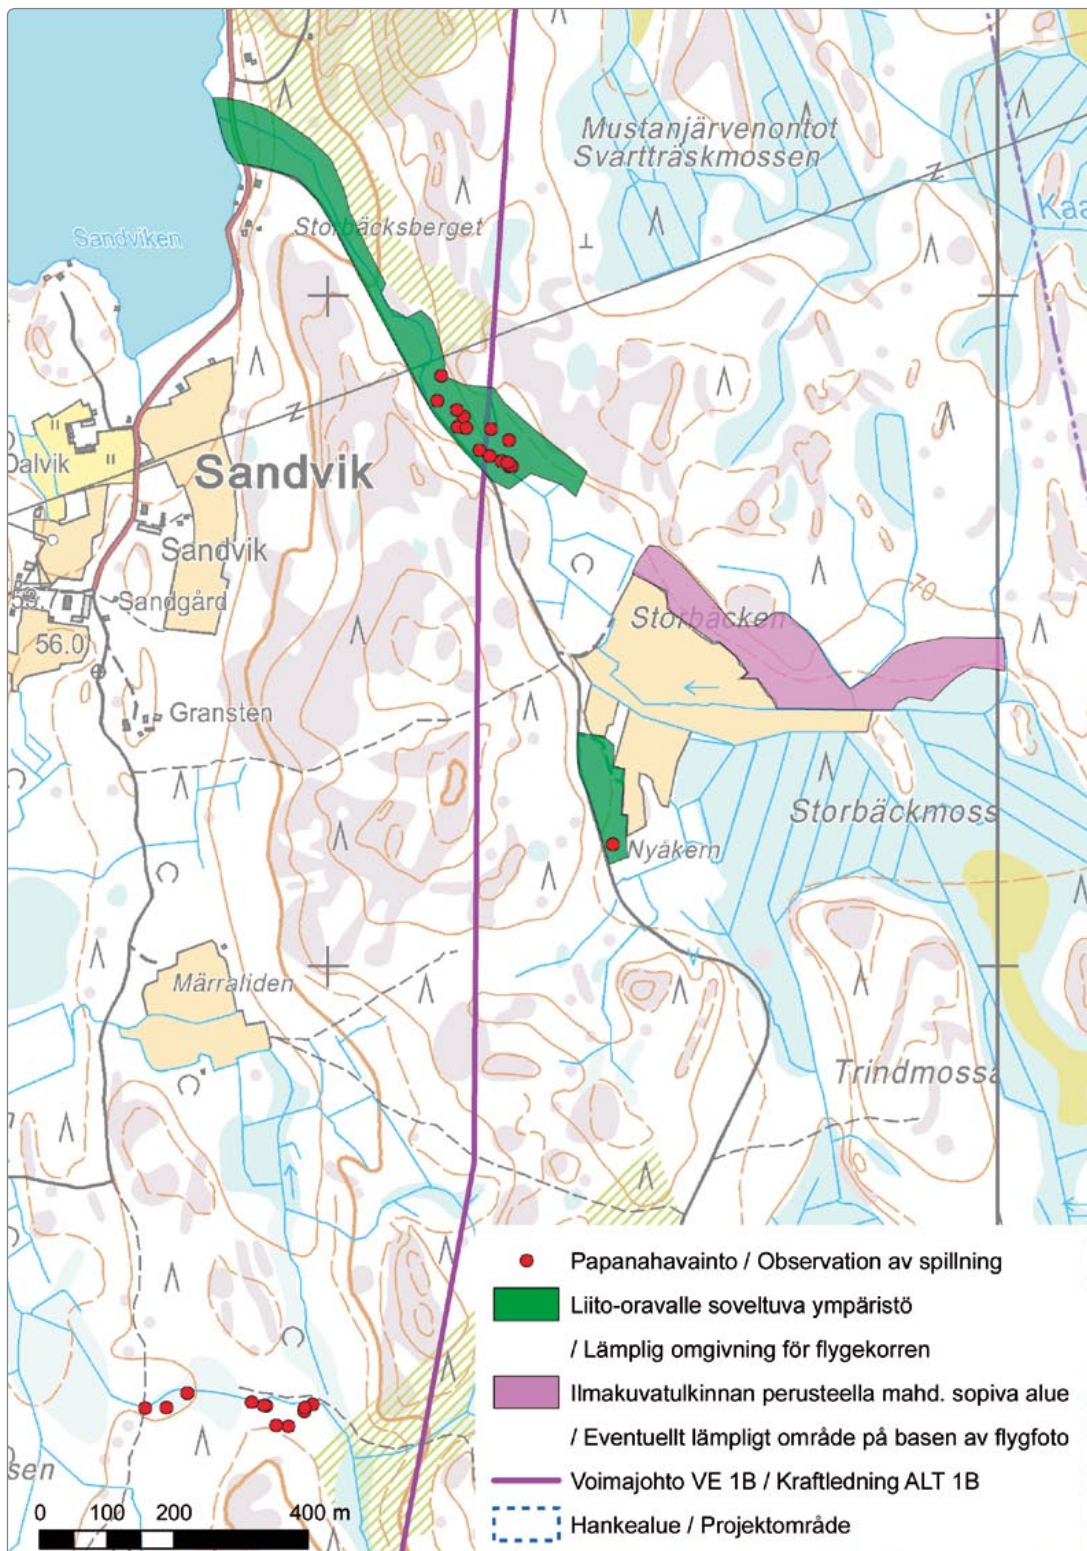 Mustanjärvenontot
Svartträskmossen
Kaa
Storbäcksberget
Sandviken
Dalvik
Sandvik
Sandvik
Sandgård
56.0
Gransten
Storbäcken
70
Storbäckmoss
Nyåkern
Märraliden
Trindmossa
sen
Papanahavainto / Observation av spillning
Liito-oravalle soveltuva ympäristö
/ Lämplig omgivning för flygekorren
Ilmakuvatulkinnan perusteella mahd. sopiva alue
/ Eventuellt lämpligt område på basen av flygfoto
Voimajohto VE 1B / Kraftledning ALT 1B
Hankealue / Projektområde
0 100 200 400 m